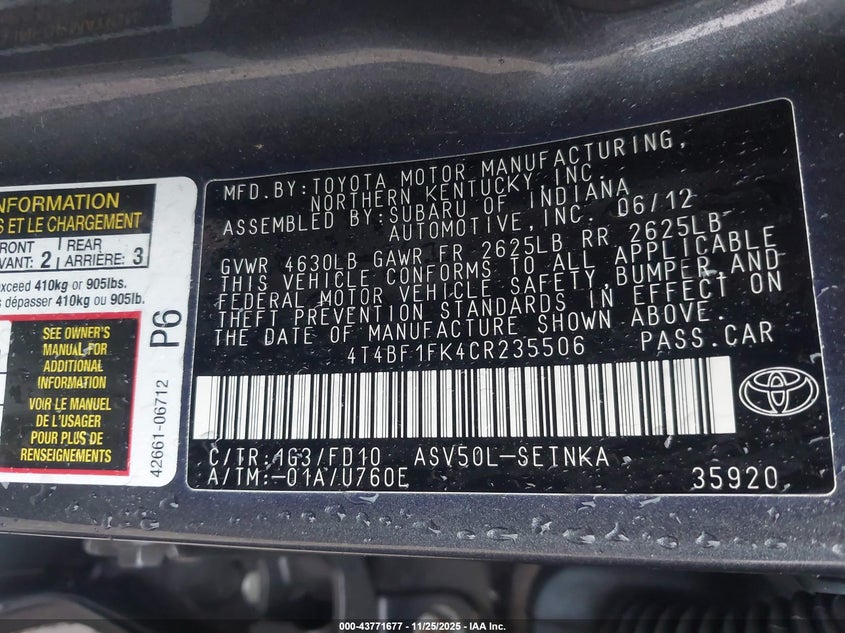 INFORMATION
S ET LE CHARGEMENT
FRONT
VANT: 2
REAR
ARRIÈRE: 3
exceed 410kg or 905lbs.
s dépasser 410kg ou 905lb.
SEE OWNER'S
MANUAL FOR
ADDITIONAL
INFORMATION
VOIR LE MANUEL
DE L'USAGER
POUR PLUS DE
RENSEIGNEMENTS
P6
42661-06712
MFD.BY:TOYOTA MOTOR MANUFACTURING,
NORTHERN KENTUCKY,INC.
ASSEMBLED BY:SUBARU OF INDIANA
AUTOMOTIVE,INC. 06/12
GVWR 4630LB GAWR FR 2625LB RR 2625LB
THIS VEHICLE CONFORMS TO ALL APPLICABLE
FEDERAL MOTOR VEHICLE SAFETY,BUMPER,AND
THEFT PREVENTION STANDARDS IN EFFECT ON
THE DATE OF MANUFACTURE SHOWN ABOVE.
4T4BF1FK4CR235506 PASS.CAR
C/TR:1G3/FD10 ASV50L-SETNKA
A/TM:-01A/U760E 35920
000-43771677 - 11/25/2025 - IAA Inc.